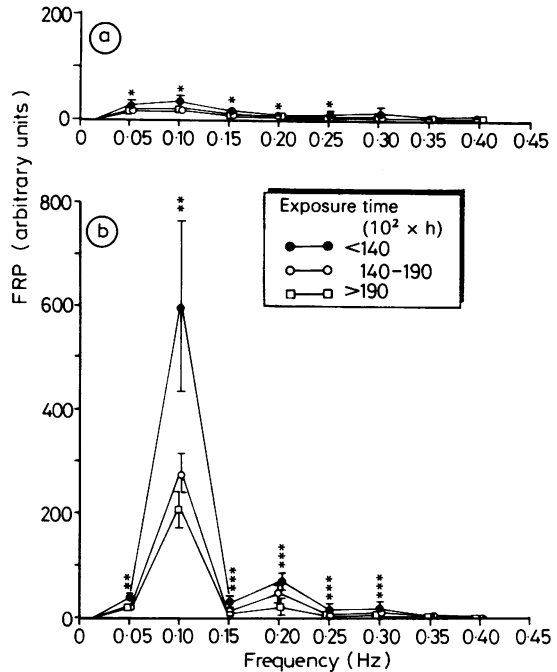 200
a
*
*
*
*
*
0
0 0·05 0·10 0·15 0·20 0·25 0·30 0·35 0·40 0·45
FRP (arbitrary units)
800
b
**
Exposure time
(10² × h)
<140
140-190
>190
600
400
200
**
***
***
***
***
0
0 0·05 0·10 0·15 0·20 0·25 0·30 0·35 0·40 0·45
Frequency (Hz)